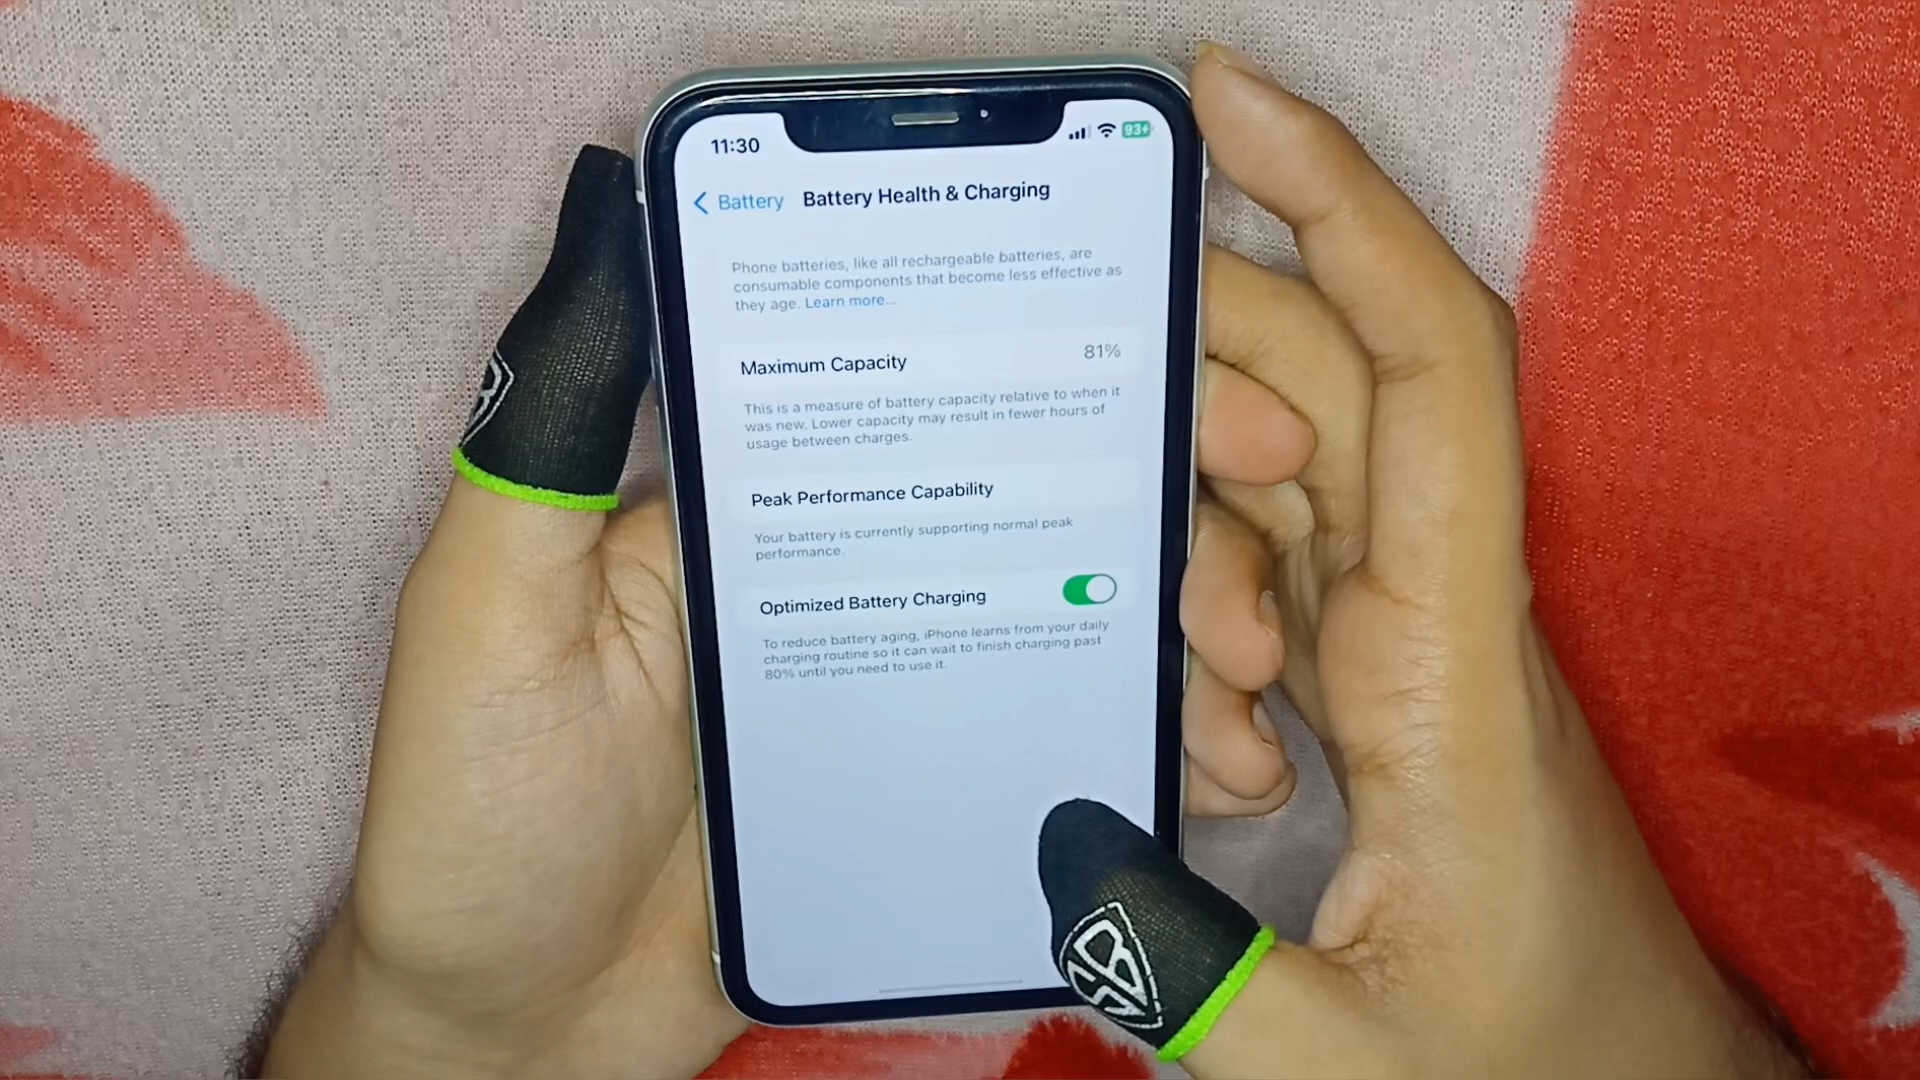 11:30
93
Battery
Battery Health & Charging
Phone batteries, like all rechargeable batteries, are
consumable components that become less effective as
they age. Learn more...
Maximum Capacity 81%
This is a measure of battery capacity relative to when it
was new. Lower capacity may result in fewer hours of
usage between charges.
Peak Performance Capability
Your battery is currently supporting normal peak
performance.
Optimized Battery Charging
To reduce battery aging, iPhone learns from your daily
charging routine so it can wait to finish charging past
80% until you need to use it.
SB